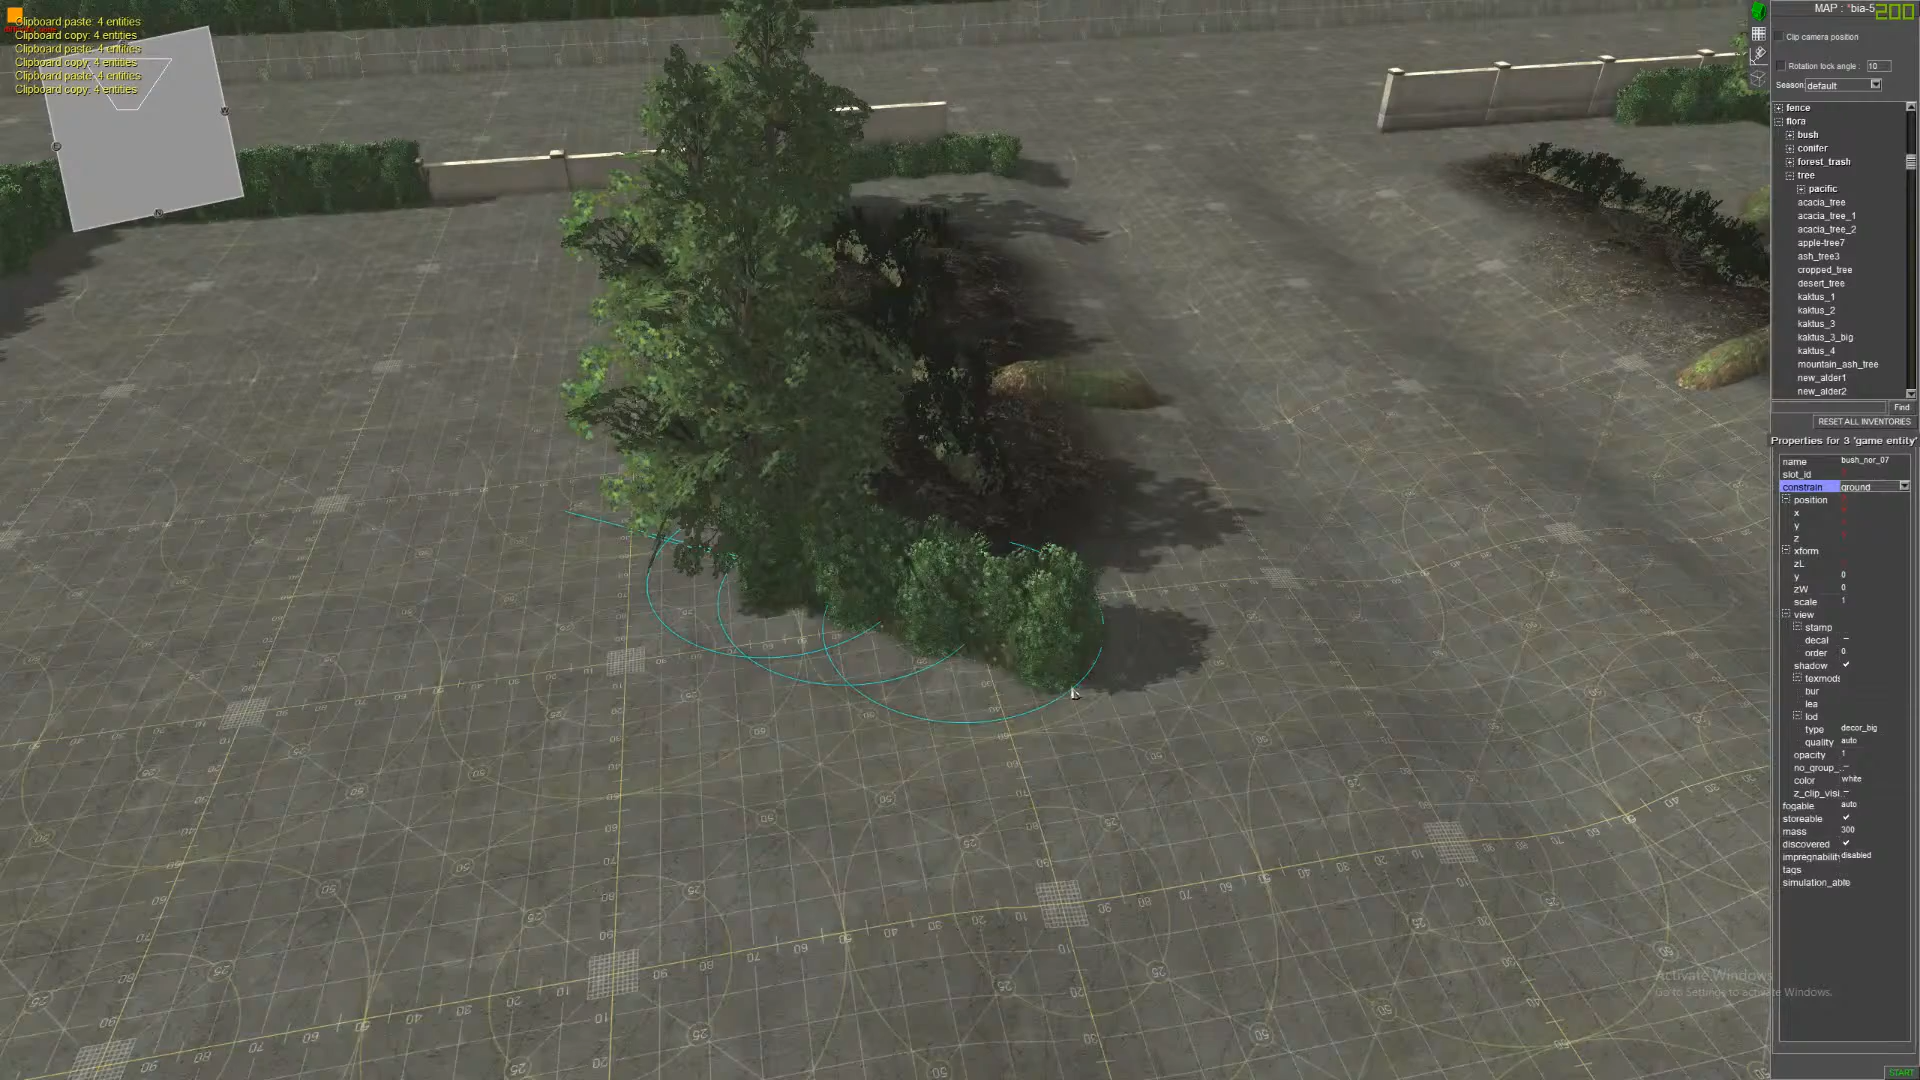 Clipboard paste: 4 entities
Clipboard copy: 4 entities
Clipboard paste: 4 entities
Clipboard copy: 4 entities
Clipboard paste: 4 entities
Clipboard copy: 4 entities
MAP : *bia-5
200
Clip camera position
Rotation lock angle : 10
Season: default
fence
flora
bush
conifer
forest_trash
tree
pacific
acacia_tree
acacia_tree_1
acacia_tree_2
apple-tree7
ash_tree3
cropped_tree
desert_tree
kaktus_1
kaktus_2
kaktus_3
kaktus_3_big
kaktus_4
mountain_ash_tree
new_alder1
new_alder2
Find
RESET ALL INVENTORIES
Properties for 3 'game entity'
name bush_nor_07
slot_id
constrain ground
position
x
y
z
xform
zL
y 0
zW 0
scale 1
view
stamp
decal
order 0
shadow
texmods
bur
lea
lod
type decor_big
quality auto
opacity 1
no_group_
color white
z_clip_visi
fogable auto
storeable
mass 300
discovered
impregnability disabled
tags
simulation_able
Activate Windows
Go to Settings to activate Windows.
START